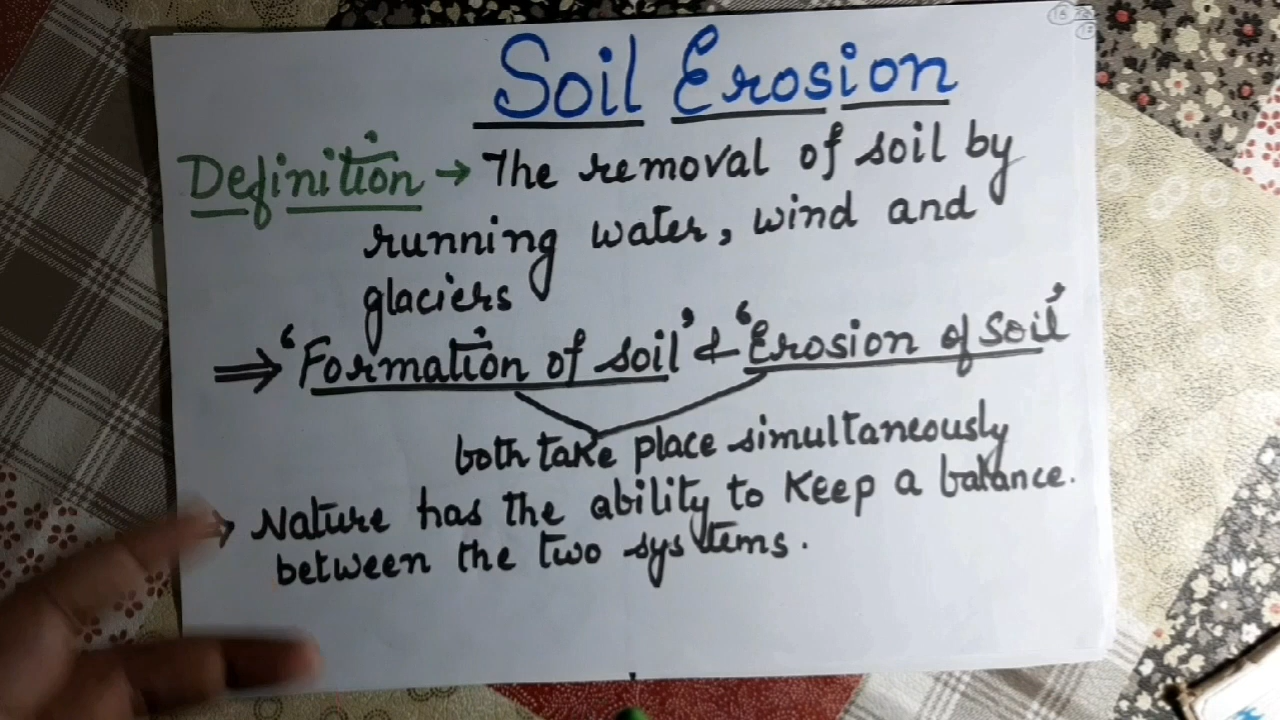 Soil Erosion
Definition → The removal of soil by
running water, wind and
glaciers
⇒ 'Formation of soil' & 'Erosion of Soil'
both take place simultaneously
→ Nature has the ability to keep a balance.
between the two systems.